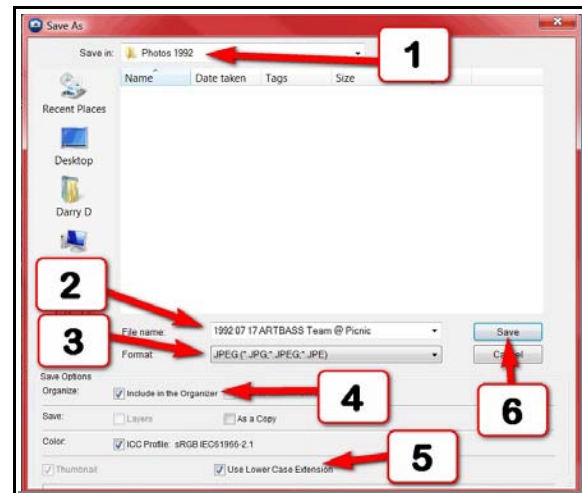 Save As
Save in: Photos 1992
1
Name Date taken Tags Size
Recent Places
Desktop
Darry D
2
File name: 1992 07 17 ARTBASS Team @ Picnic Save
3
Format JPEG (*.JPG;*.JPEG;*.JPE)
Save Options
Organize: Include in the Organizer
4
6
Save: Layers As a Copy
Color: ICC Profile: sRGB IEC61966-2.1
5
Thumbnail Use Lower Case Extension